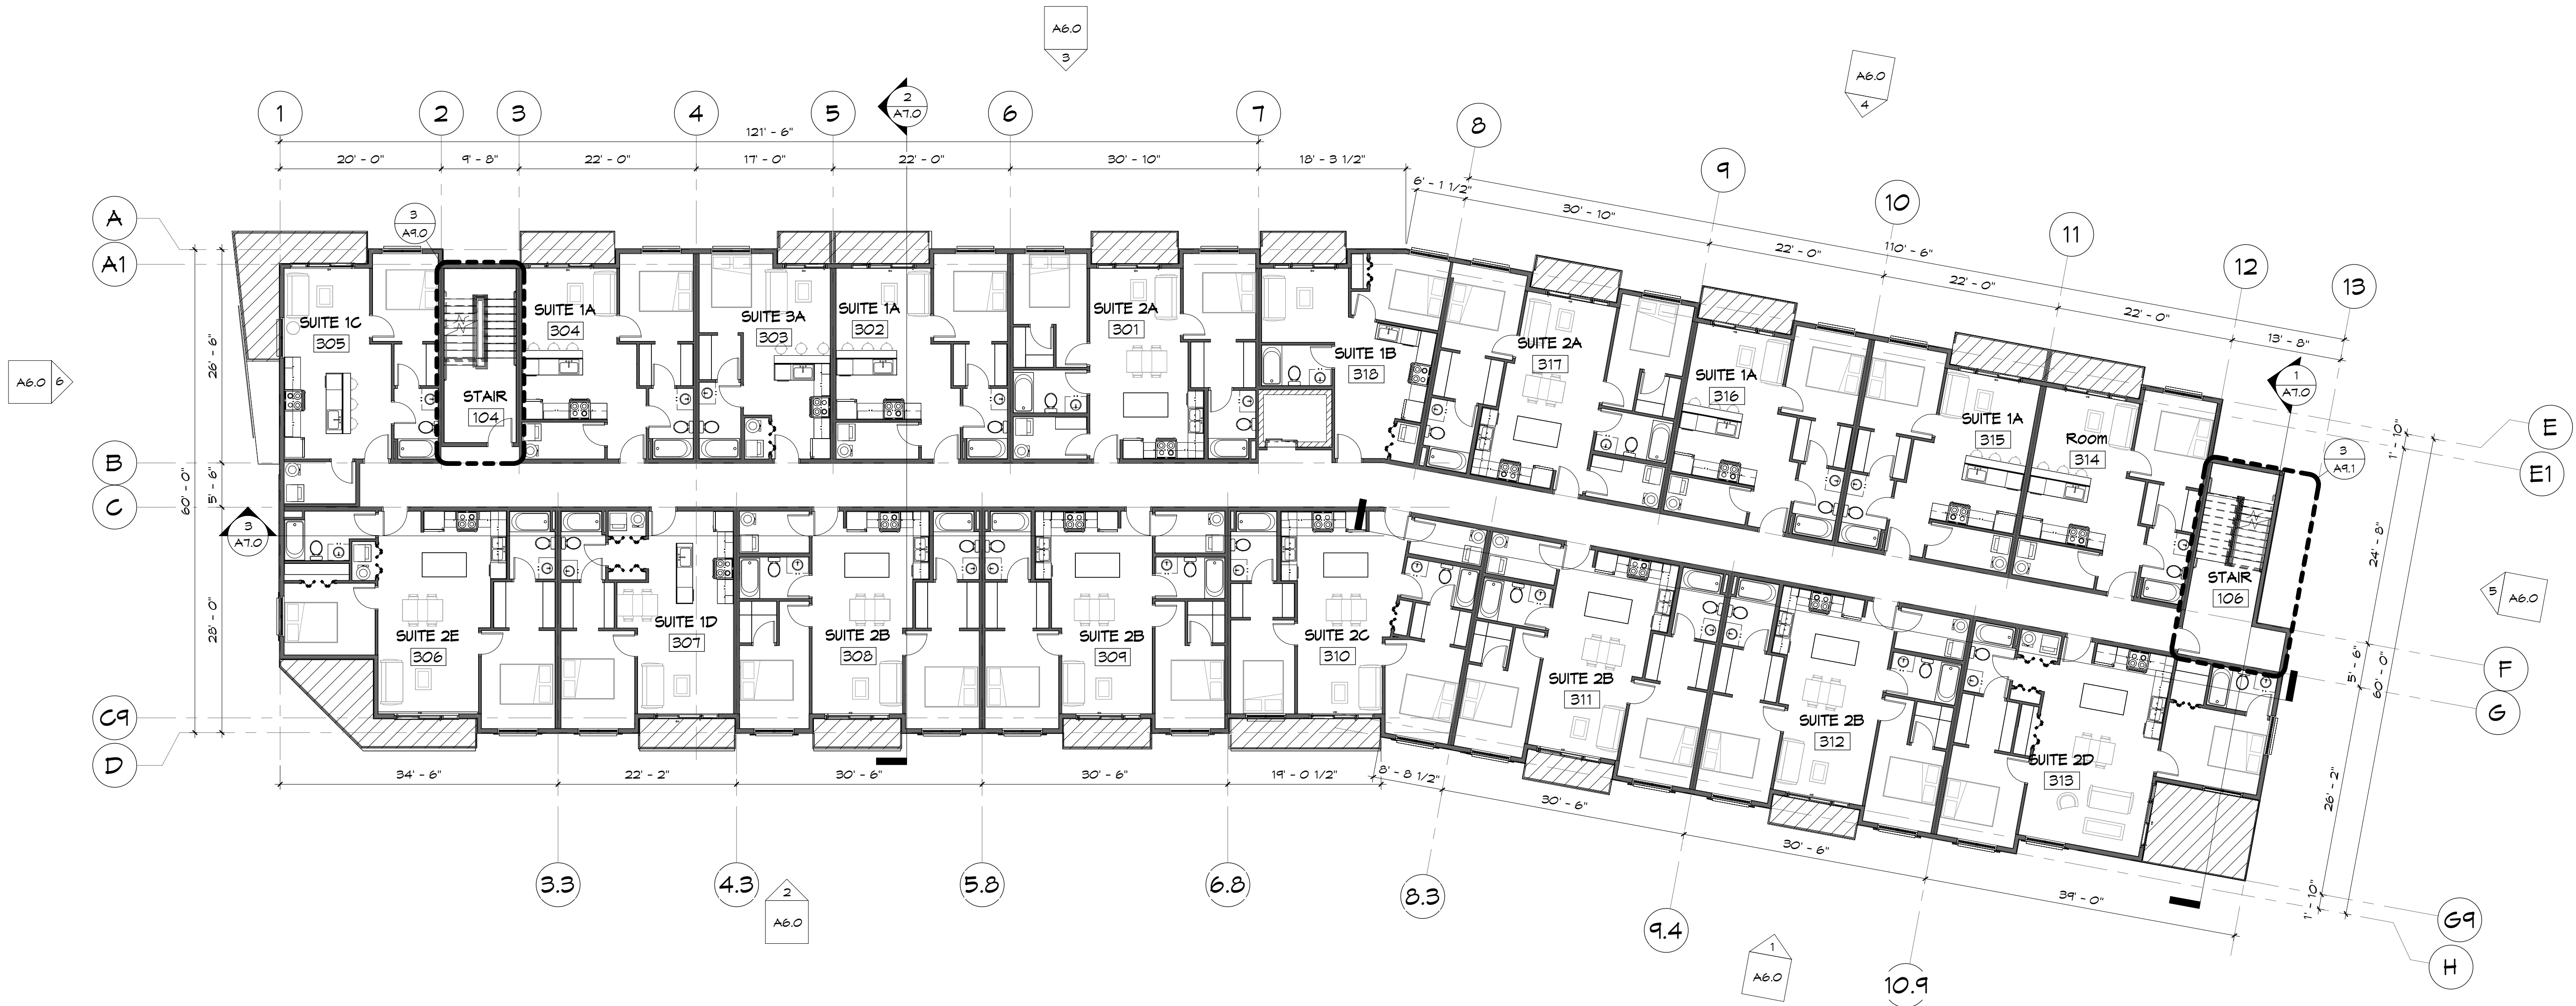 A6.0
3
A6.0
4
1
2
3
4
5
2
A7.0
6
7
8
9
10
11
12
13
121' - 6"
20' - 0"
9' - 8"
22' - 0"
17' - 0"
22' - 0"
30' - 10"
18' - 3 1/2"
6' - 1 1/2"
30' - 10"
22' - 0"
110' - 6"
22' - 0"
22' - 0"
13' - 8"
A
A1
B
C
C9
D
3
A9.0
26' - 6"
60' - 0"
5' - 6"
28' - 0"
A6.0
6
3
A7.0
SUITE 1C
305
STAIR
104
SUITE 1A
304
SUITE 3A
303
SUITE 1A
302
SUITE 2A
301
SUITE 1B
318
SUITE 2A
317
SUITE 1A
316
SUITE 1A
315
ROOM
314
STAIR
106
1
A7.0
3
A9.1
E
E1
F
G
G9
H
1' - 10"
24' - 8"
5' - 6"
60' - 0"
26' - 2"
1' - 10"
5
A6.0
SUITE 2E
306
SUITE 1D
307
SUITE 2B
308
SUITE 2B
309
SUITE 2C
310
SUITE 2B
311
SUITE 2B
312
SUITE 2D
313
34' - 6"
22' - 2"
30' - 6"
30' - 6"
19' - 0 1/2"
8' - 8 1/2"
30' - 6"
30' - 6"
39' - 0"
3.3
4.3
5.8
6.8
8.3
9.4
10.9
2
A6.0
1
A6.0